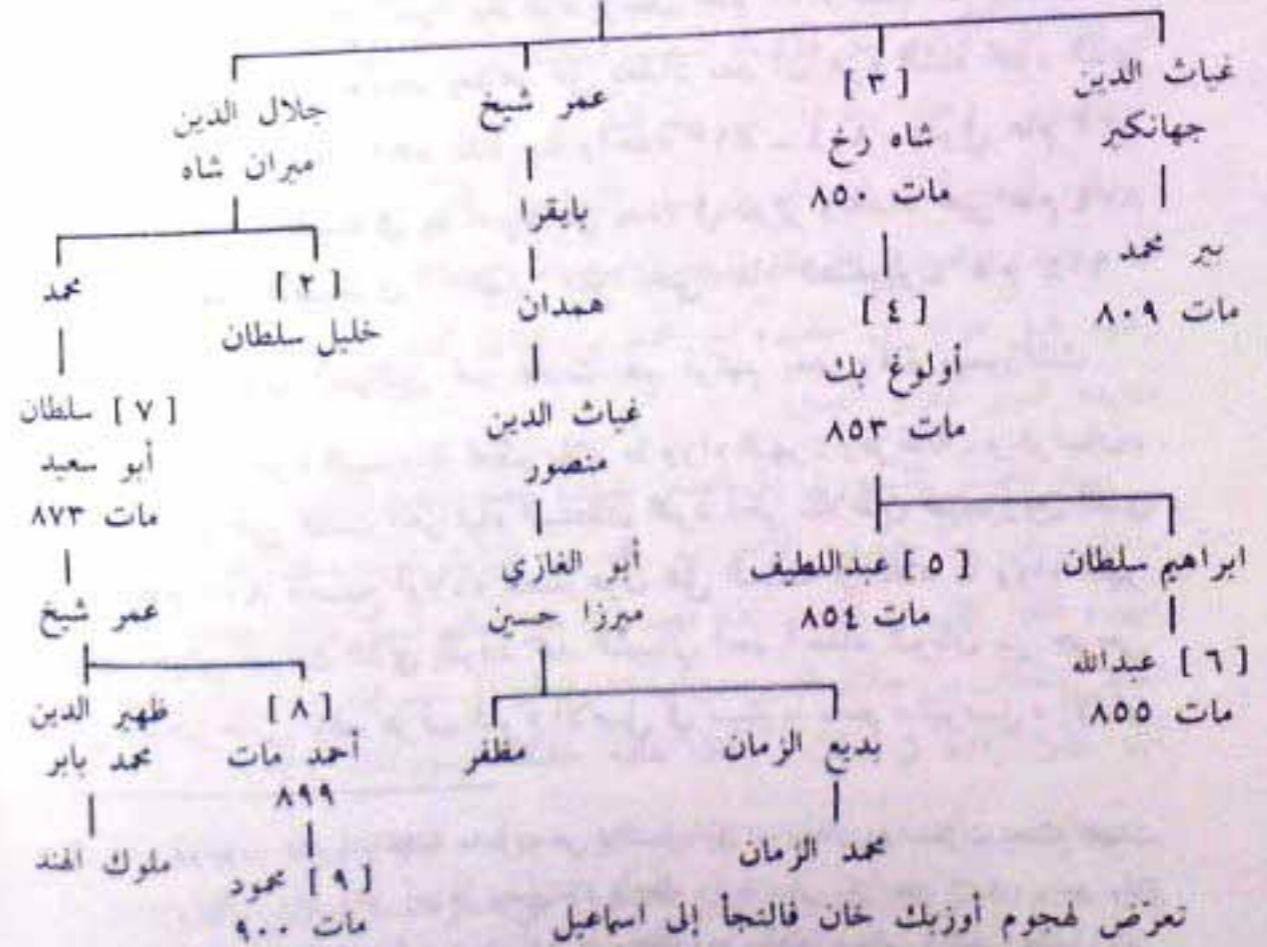 غياث الدين
جهانكير
بير محمد
مات ٨٠٩
[ ٣ ]
شاه رخ
مات ٨٥٠
[ ٤ ]
أولوغ بك
مات ٨٥٣
ابراهيم سلطان
[ ٦ ] عبدالله
مات ٨٥٥
[ ٥ ] عبداللطيف
مات ٨٥٤
عمر شيخ
بايقرا
همدان
غياث الدين
منصور
أبو الغازي
ميرزا حسين
بديع الزمان
محمد الزمان
مظفر
جلال الدين
ميران شاه
[ ٢ ]
خليل سلطان
محمد
[ ٧ ] سلطان
أبو سعيد
مات ٨٧٣
عمر شيخ
[ ٨ ]
أحمد مات
٨٩٩
[ ٩ ] محمود
مات ٩٠٠
ظهير الدين
محمد بابر
ملوك الهند
تعرّض لهجوم أوزبك خان فالتجأ إلى اسماعيل